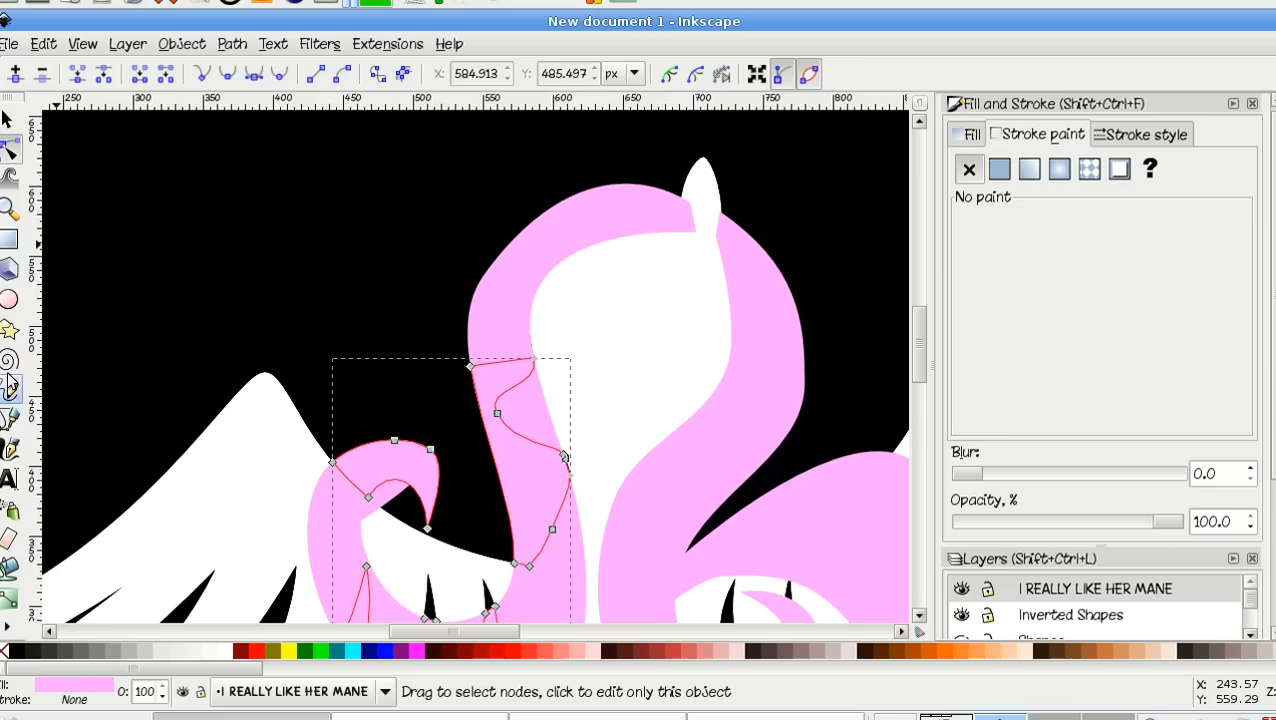 New document 1 - Inkscape
File Edit View Layer Object Path Text Filters Extensions Help
X: 584.913 Y: 485.497 px
250 300 350 400 450 500 550 600 650 700 750 800
Fill and Stroke (Shift+Ctrl+F)
Fill Stroke paint Stroke style
?
No paint
Blur:
0.0
Opacity, %
100.0
Layers (Shift+Ctrl+L)
I READLLY LIKE HER MANE
Inverted Shapes
Fill: O: 100 •I REALLY LIKE HER MANE Drag to select nodes, click to edit only this object X: 243.57 Z:
Stroke: None Y: 559.29